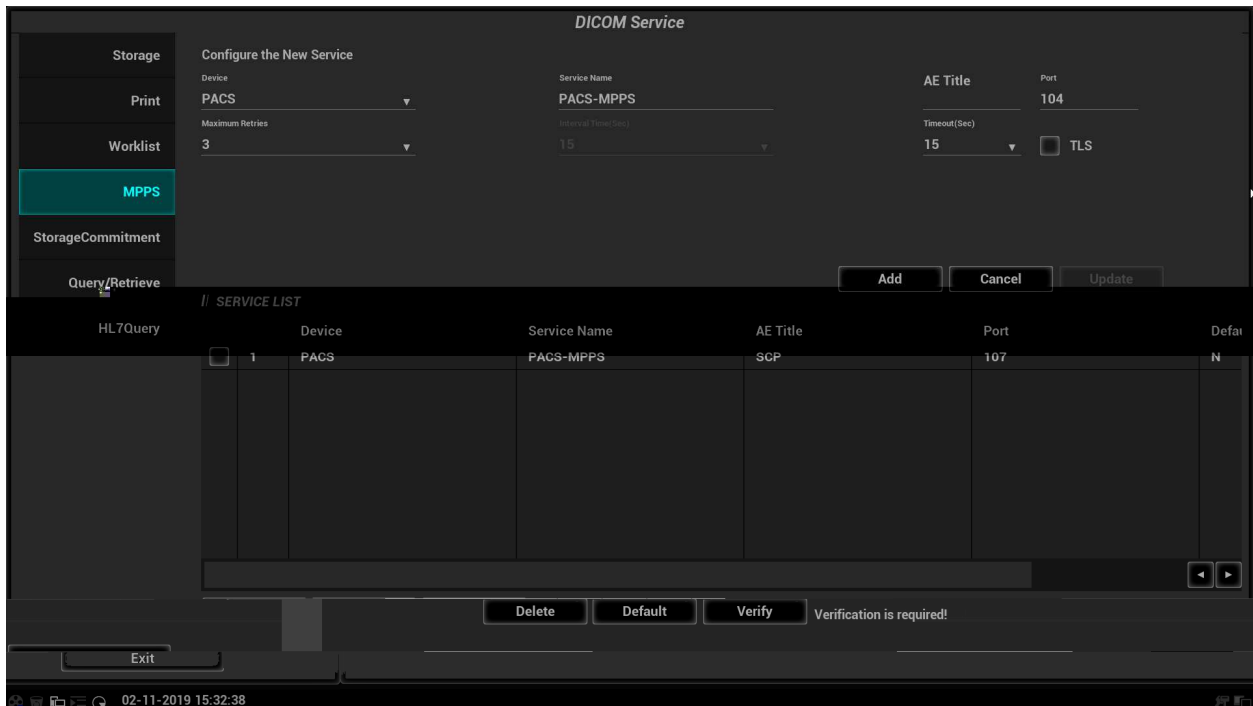 DICOM Service
Storage
Print
Worklist
MPPS
StorageCommitment
Query/Retrieve
HL7Query
Configure the New Service
Device Service Name AE Title Port
PACS PACS-MPPS 104
Maximum Retries Interval Time(Sec) Timeout(Sec)
3 15 15 TLS
Add Cancel Update
SERVICE LIST
Device Service Name AE Title Port Defau
1 PACS PACS-MPPS SCP 107 N
Delete Default Verify Verification is required!
Exit
02-11-2019 15:32:38